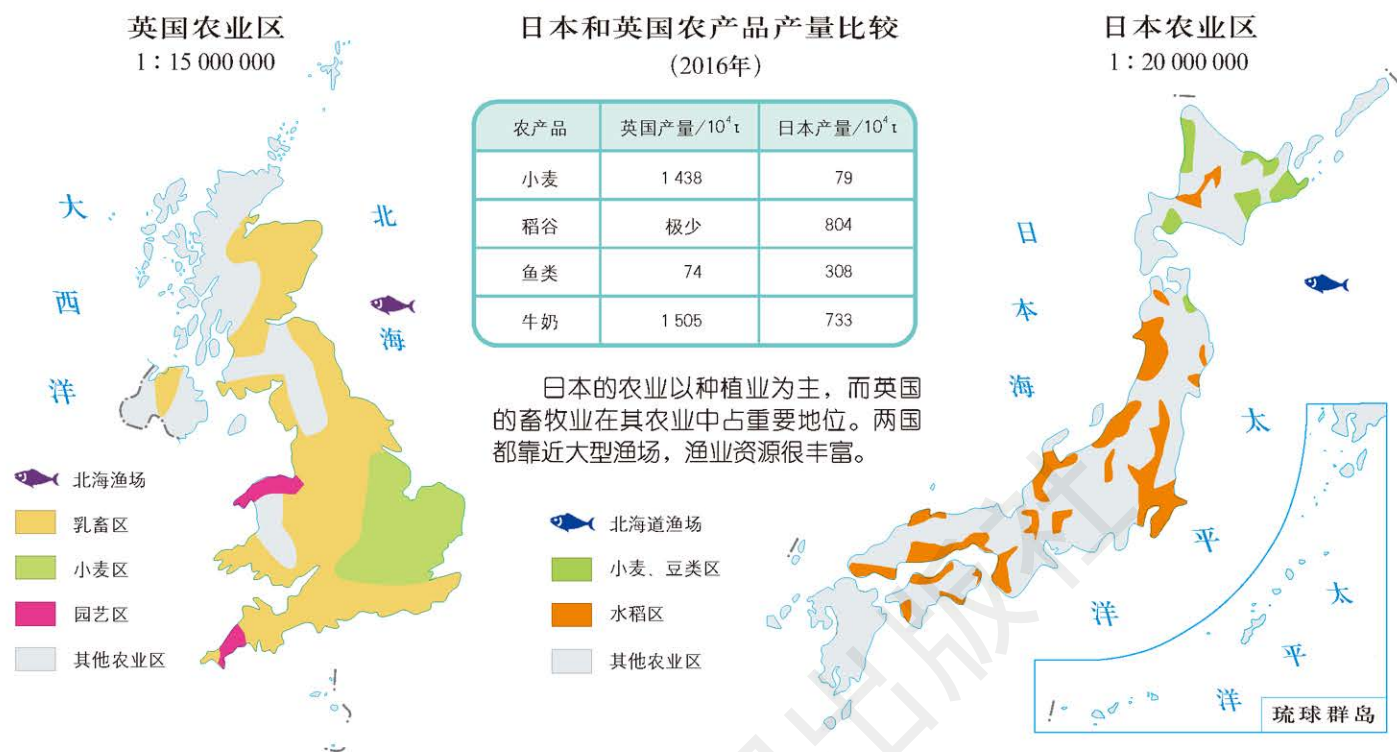 英国农业区
1∶15 000 000
日本和英国农产品产量比较
(2016年)
日本农业区
1∶20 000 000
农产品 英国产量/10⁴t 日本产量/10⁴t
小麦 1 438 79
稻谷 极少 804
鱼类 74 308
牛奶 1 505 733
日本的农业以种植业为主，而英国
的畜牧业在其农业中占重要地位。两国
都靠近大型渔场，渔业资源很丰富。
大西洋
北海
北海渔场
乳畜区
小麦区
园艺区
其他农业区
日本海
太平洋
北海道渔场
小麦、豆类区
水稻区
其他农业区
太平洋
琉球群岛
出版社